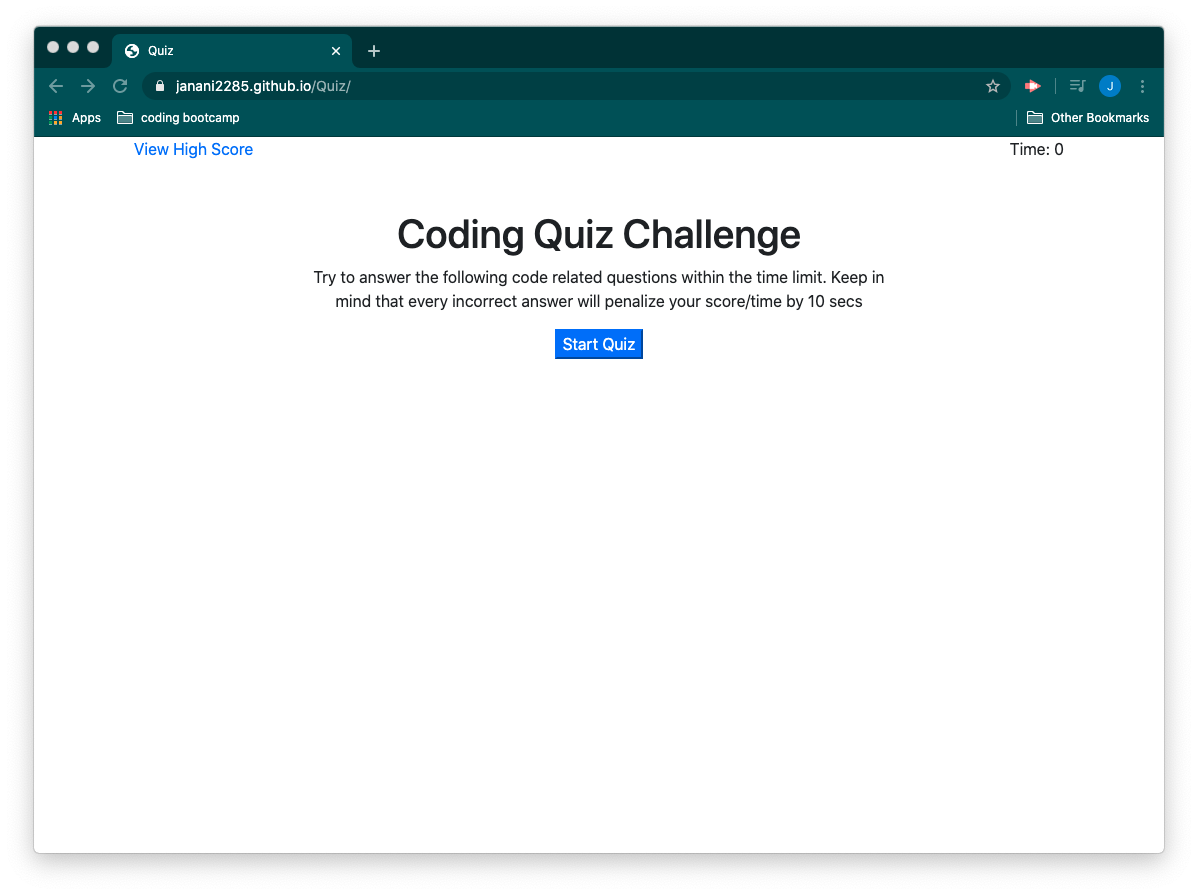 Quiz
janani2285.github.io/Quiz/
J
Apps
coding bootcamp
Other Bookmarks
View High Score
Time: 0
Coding Quiz Challenge
Try to answer the following code related questions within the time limit. Keep in
mind that every incorrect answer will penalize your score/time by 10 secs
Start Quiz